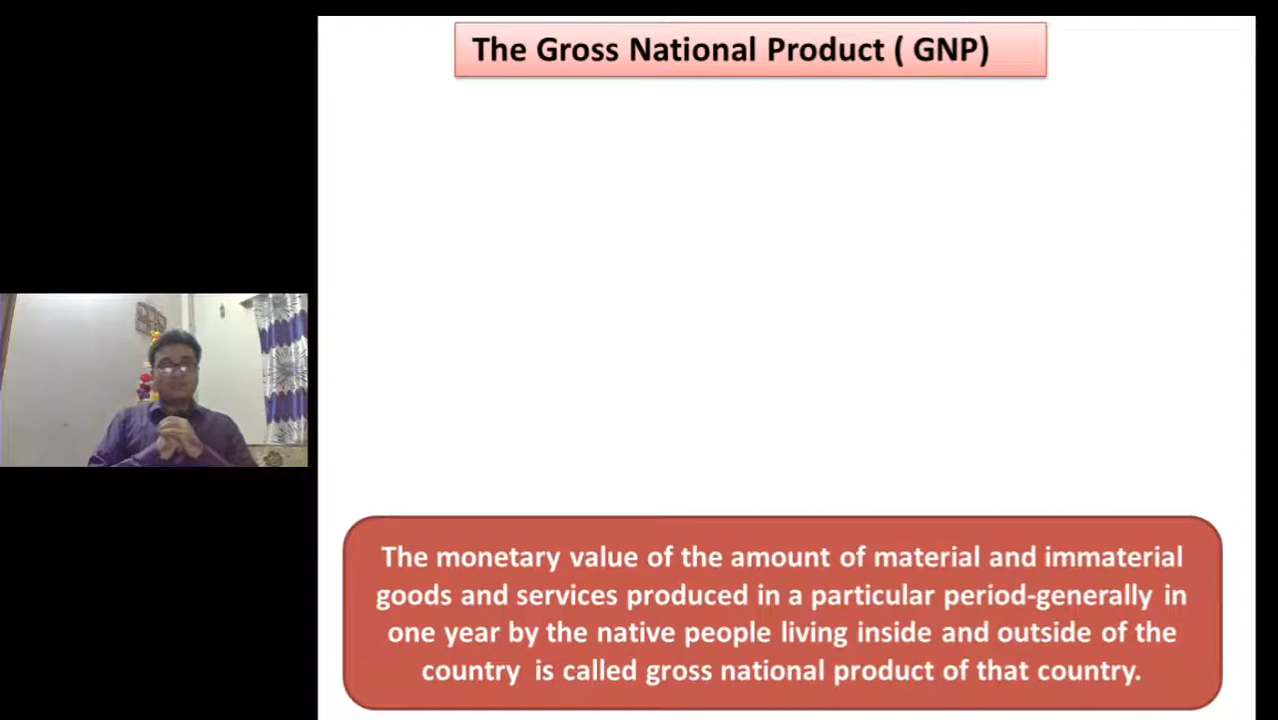 The Gross National Product ( GNP)
The monetary value of the amount of material and immaterial
goods and services produced in a particular period-generally in
one year by the native people living inside and outside of the
country is called gross national product of that country.